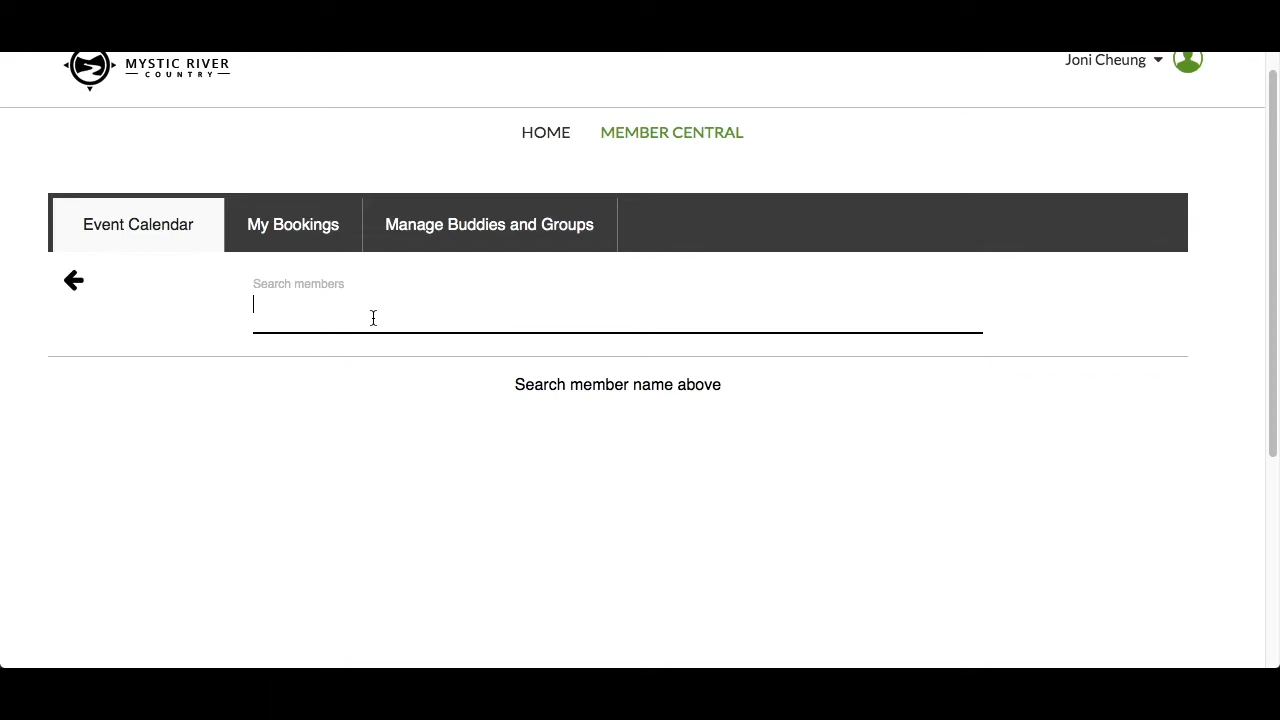 MYSTIC RIVER
COUNTRY
Joni Cheung
HOME MEMBER CENTRAL
Event Calendar My Bookings Manage Buddies and Groups
Search members
Search member name above